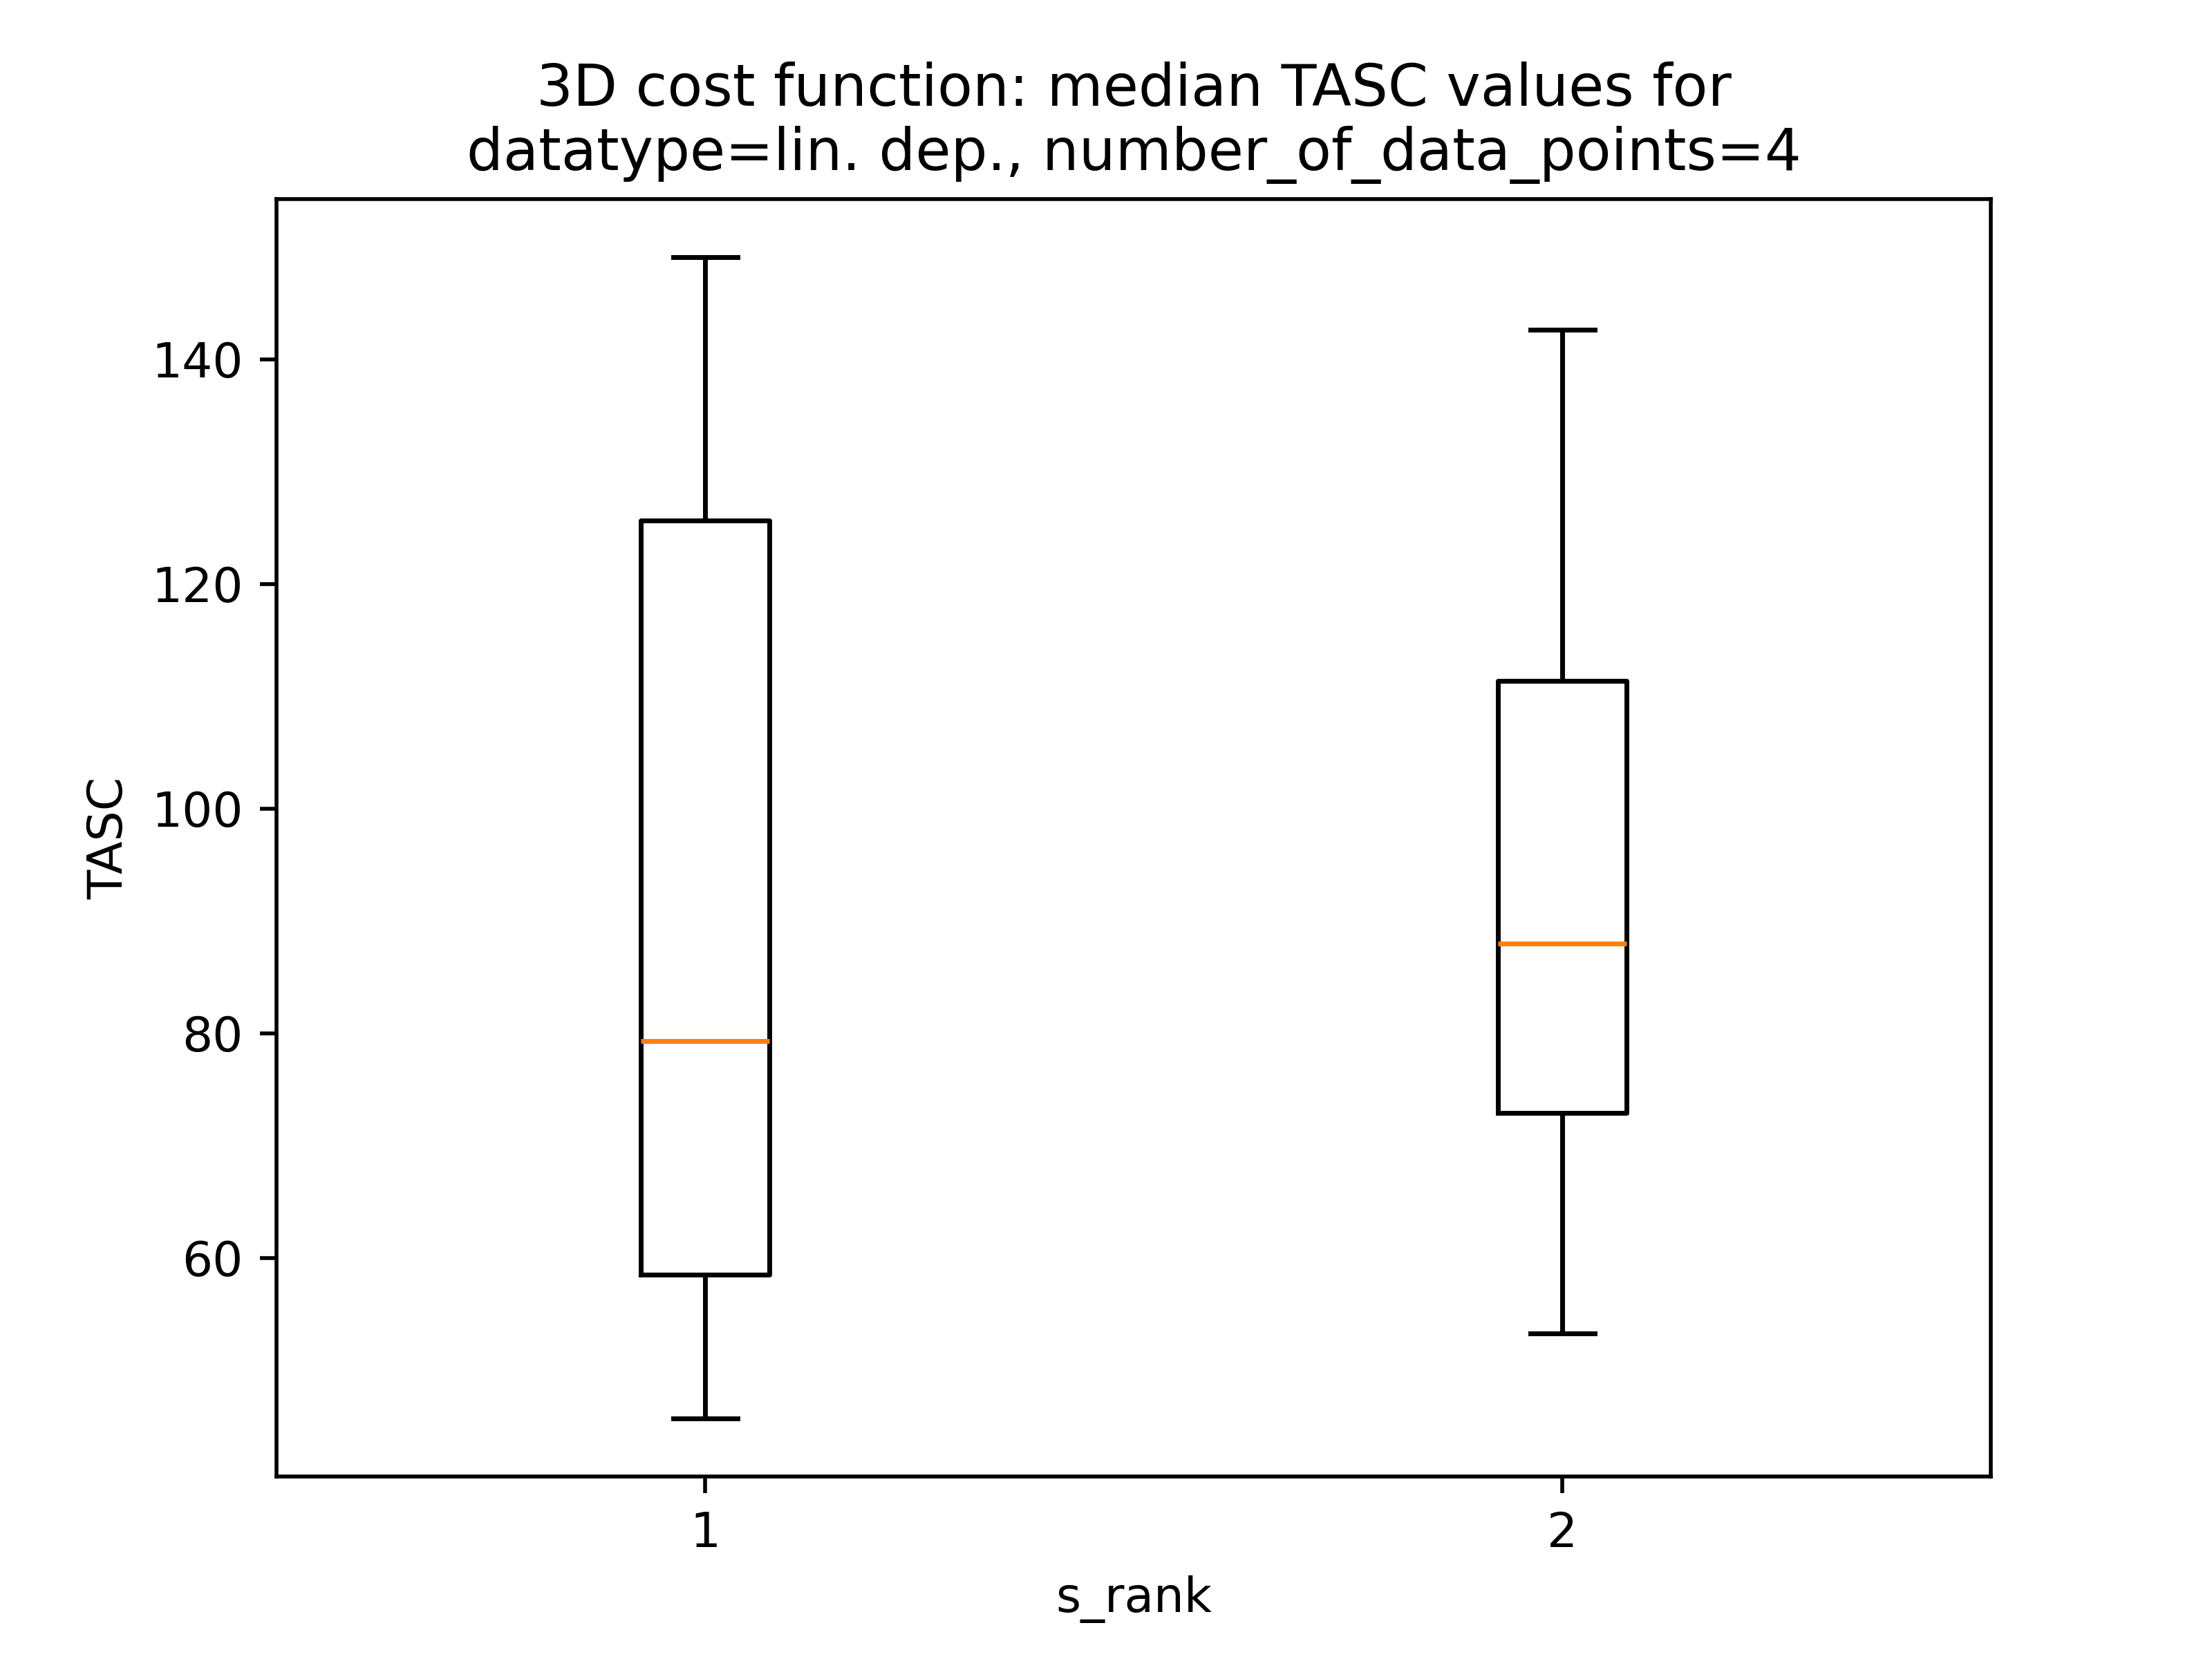 3D cost function: median TASC values for
datatype=lin. dep., number_of_data_points=4
TASC
140
120
100
80
60
1
2
s_rank